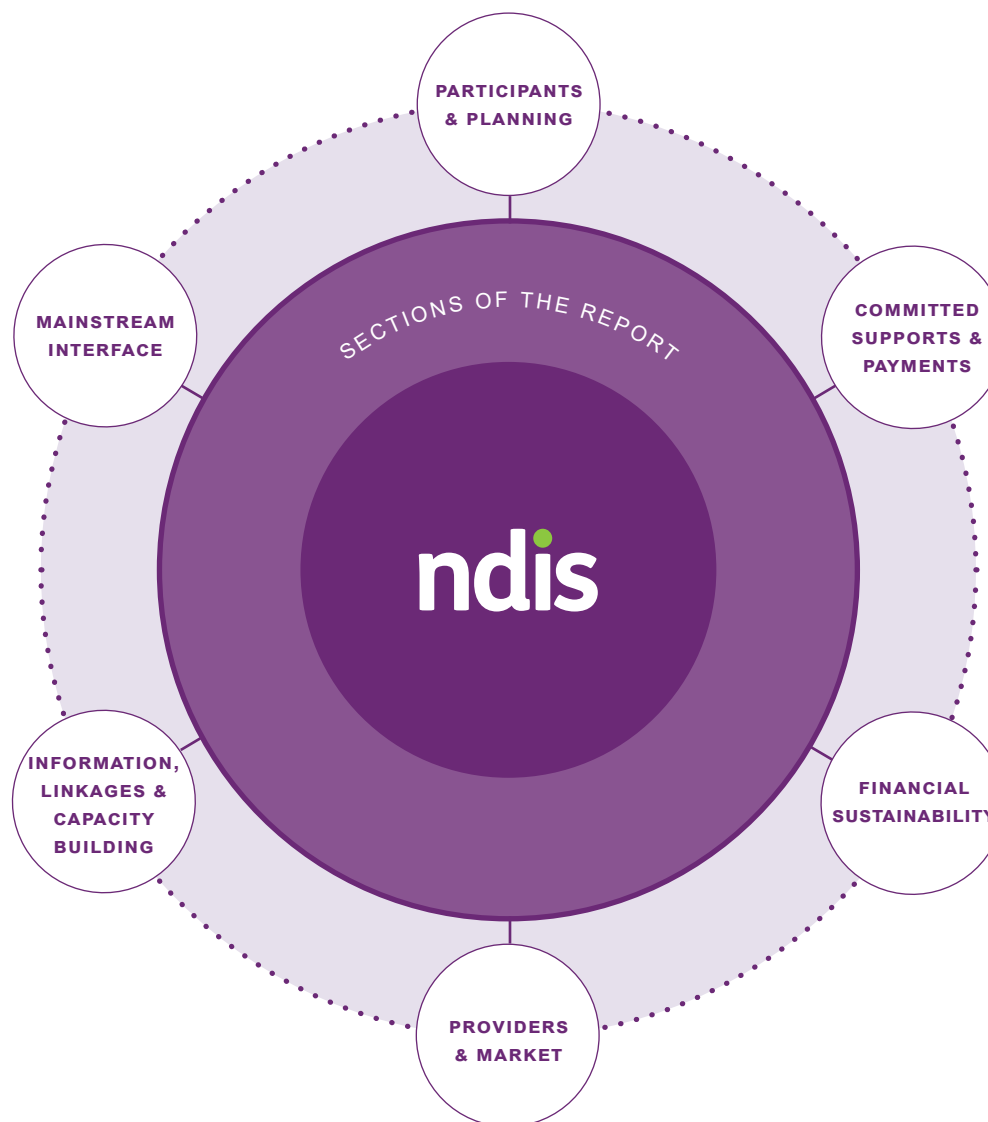 PARTICIPANTS
& PLANNING
COMMITTED
SUPPORTS &
PAYMENTS
FINANCIAL
SUSTAINABILITY
PROVIDERS
& MARKET
INFORMATION,
LINKAGES &
CAPACITY
BUILDING
MAINSTREAM
INTERFACE
SECTIONS OF THE REPORT
ndis